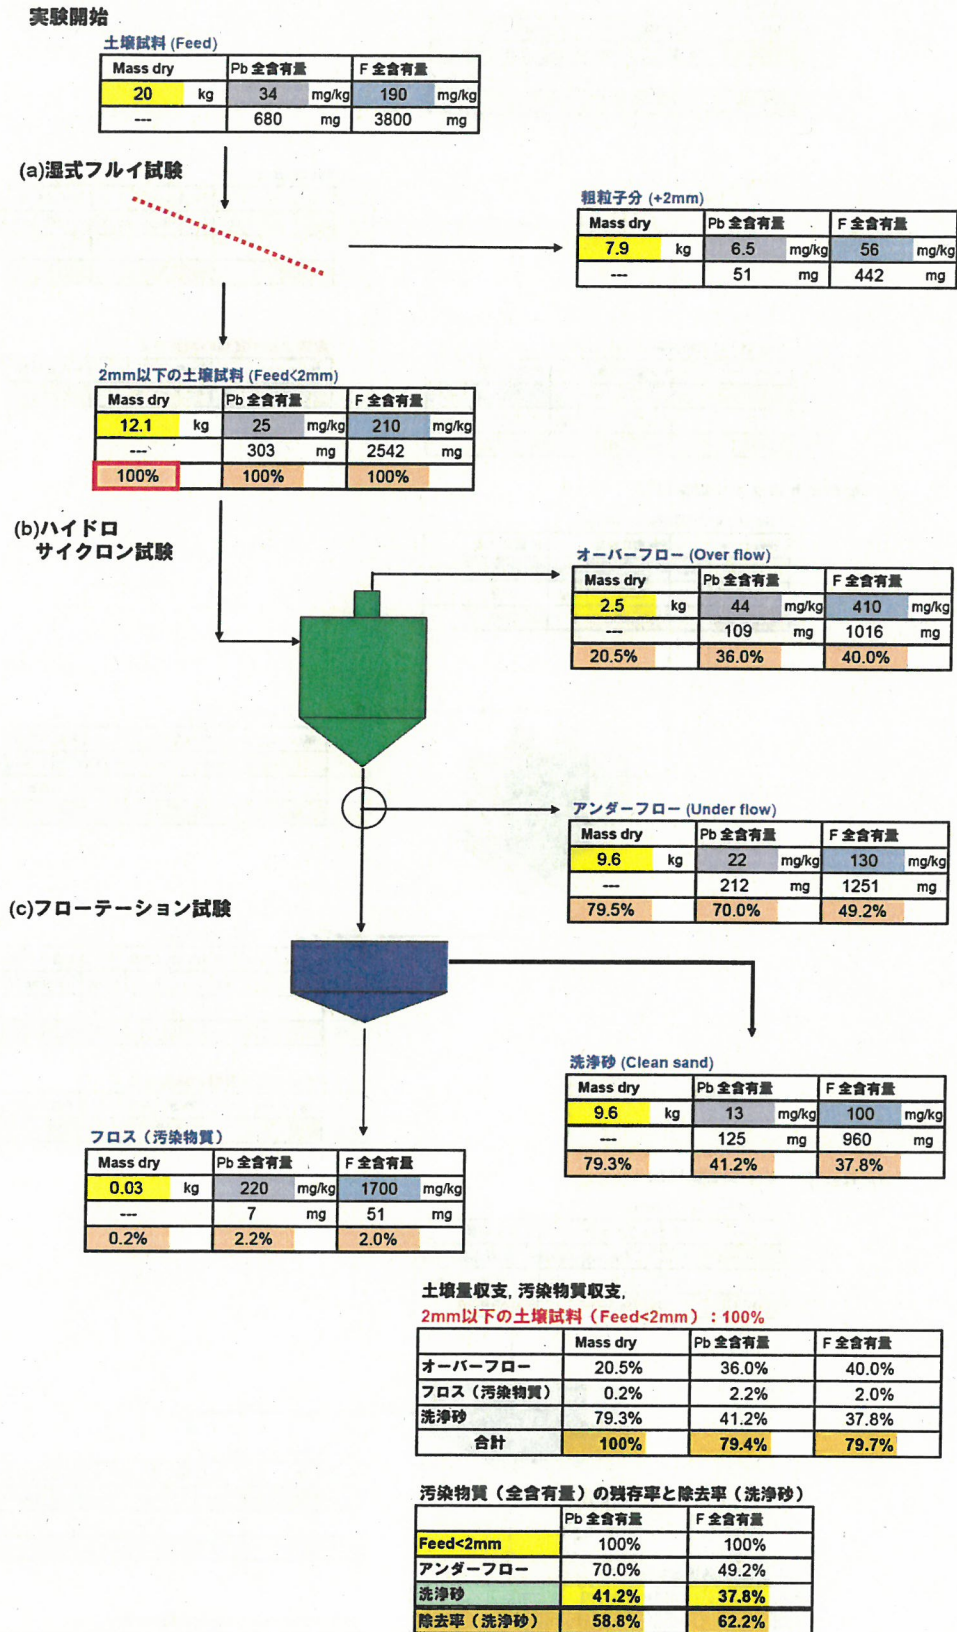 実験開始
土壌試料 (Feed)
Mass dry Pb 全含有量 F 全含有量
20 kg 34 mg/kg 190 mg/kg
--- 680 mg 3800 mg
(a)湿式フルイ試験
粗粒子分 (+2mm)
Mass dry Pb 全含有量 F 全含有量
7.9 kg 6.5 mg/kg 56 mg/kg
--- 51 mg 442 mg
2mm以下の土壌試料 (Feed<2mm)
Mass dry Pb 全含有量 F 全含有量
12.1 kg 25 mg/kg 210 mg/kg
--- 303 mg 2542 mg
100% 100% 100%
(b)ハイドロ
サイクロン試験
オーバーフロー (Over flow)
Mass dry Pb 全含有量 F 全含有量
2.5 kg 44 mg/kg 410 mg/kg
--- 109 mg 1016 mg
20.5% 36.0% 40.0%
アンダーフロー (Under flow)
Mass dry Pb 全含有量 F 全含有量
9.6 kg 22 mg/kg 130 mg/kg
--- 212 mg 1251 mg
79.5% 70.0% 49.2%
(c)フローテーション試験
洗浄砂 (Clean sand)
Mass dry Pb 全含有量 F 全含有量
9.6 kg 13 mg/kg 100 mg/kg
--- 125 mg 960 mg
79.3% 41.2% 37.8%
フロス（汚染物質）
Mass dry Pb 全含有量 F 全含有量
0.03 kg 220 mg/kg 1700 mg/kg
--- 7 mg 51 mg
0.2% 2.2% 2.0%
土壌量収支, 汚染物質収支,
2mm以下の土壌試料（Feed<2mm）：100%
Mass dry Pb 全含有量 F 全含有量
オーバーフロー 20.5% 36.0% 40.0%
フロス（汚染物質） 0.2% 2.2% 2.0%
洗浄砂 79.3% 41.2% 37.8%
合計 100% 79.4% 79.7%
汚染物質（全含有量）の残存率と除去率（洗浄砂）
Pb 全含有量 F 全含有量
Feed<2mm 100% 100%
アンダーフロー 70.0% 49.2%
洗浄砂 41.2% 37.8%
除去率（洗浄砂） 58.8% 62.2%